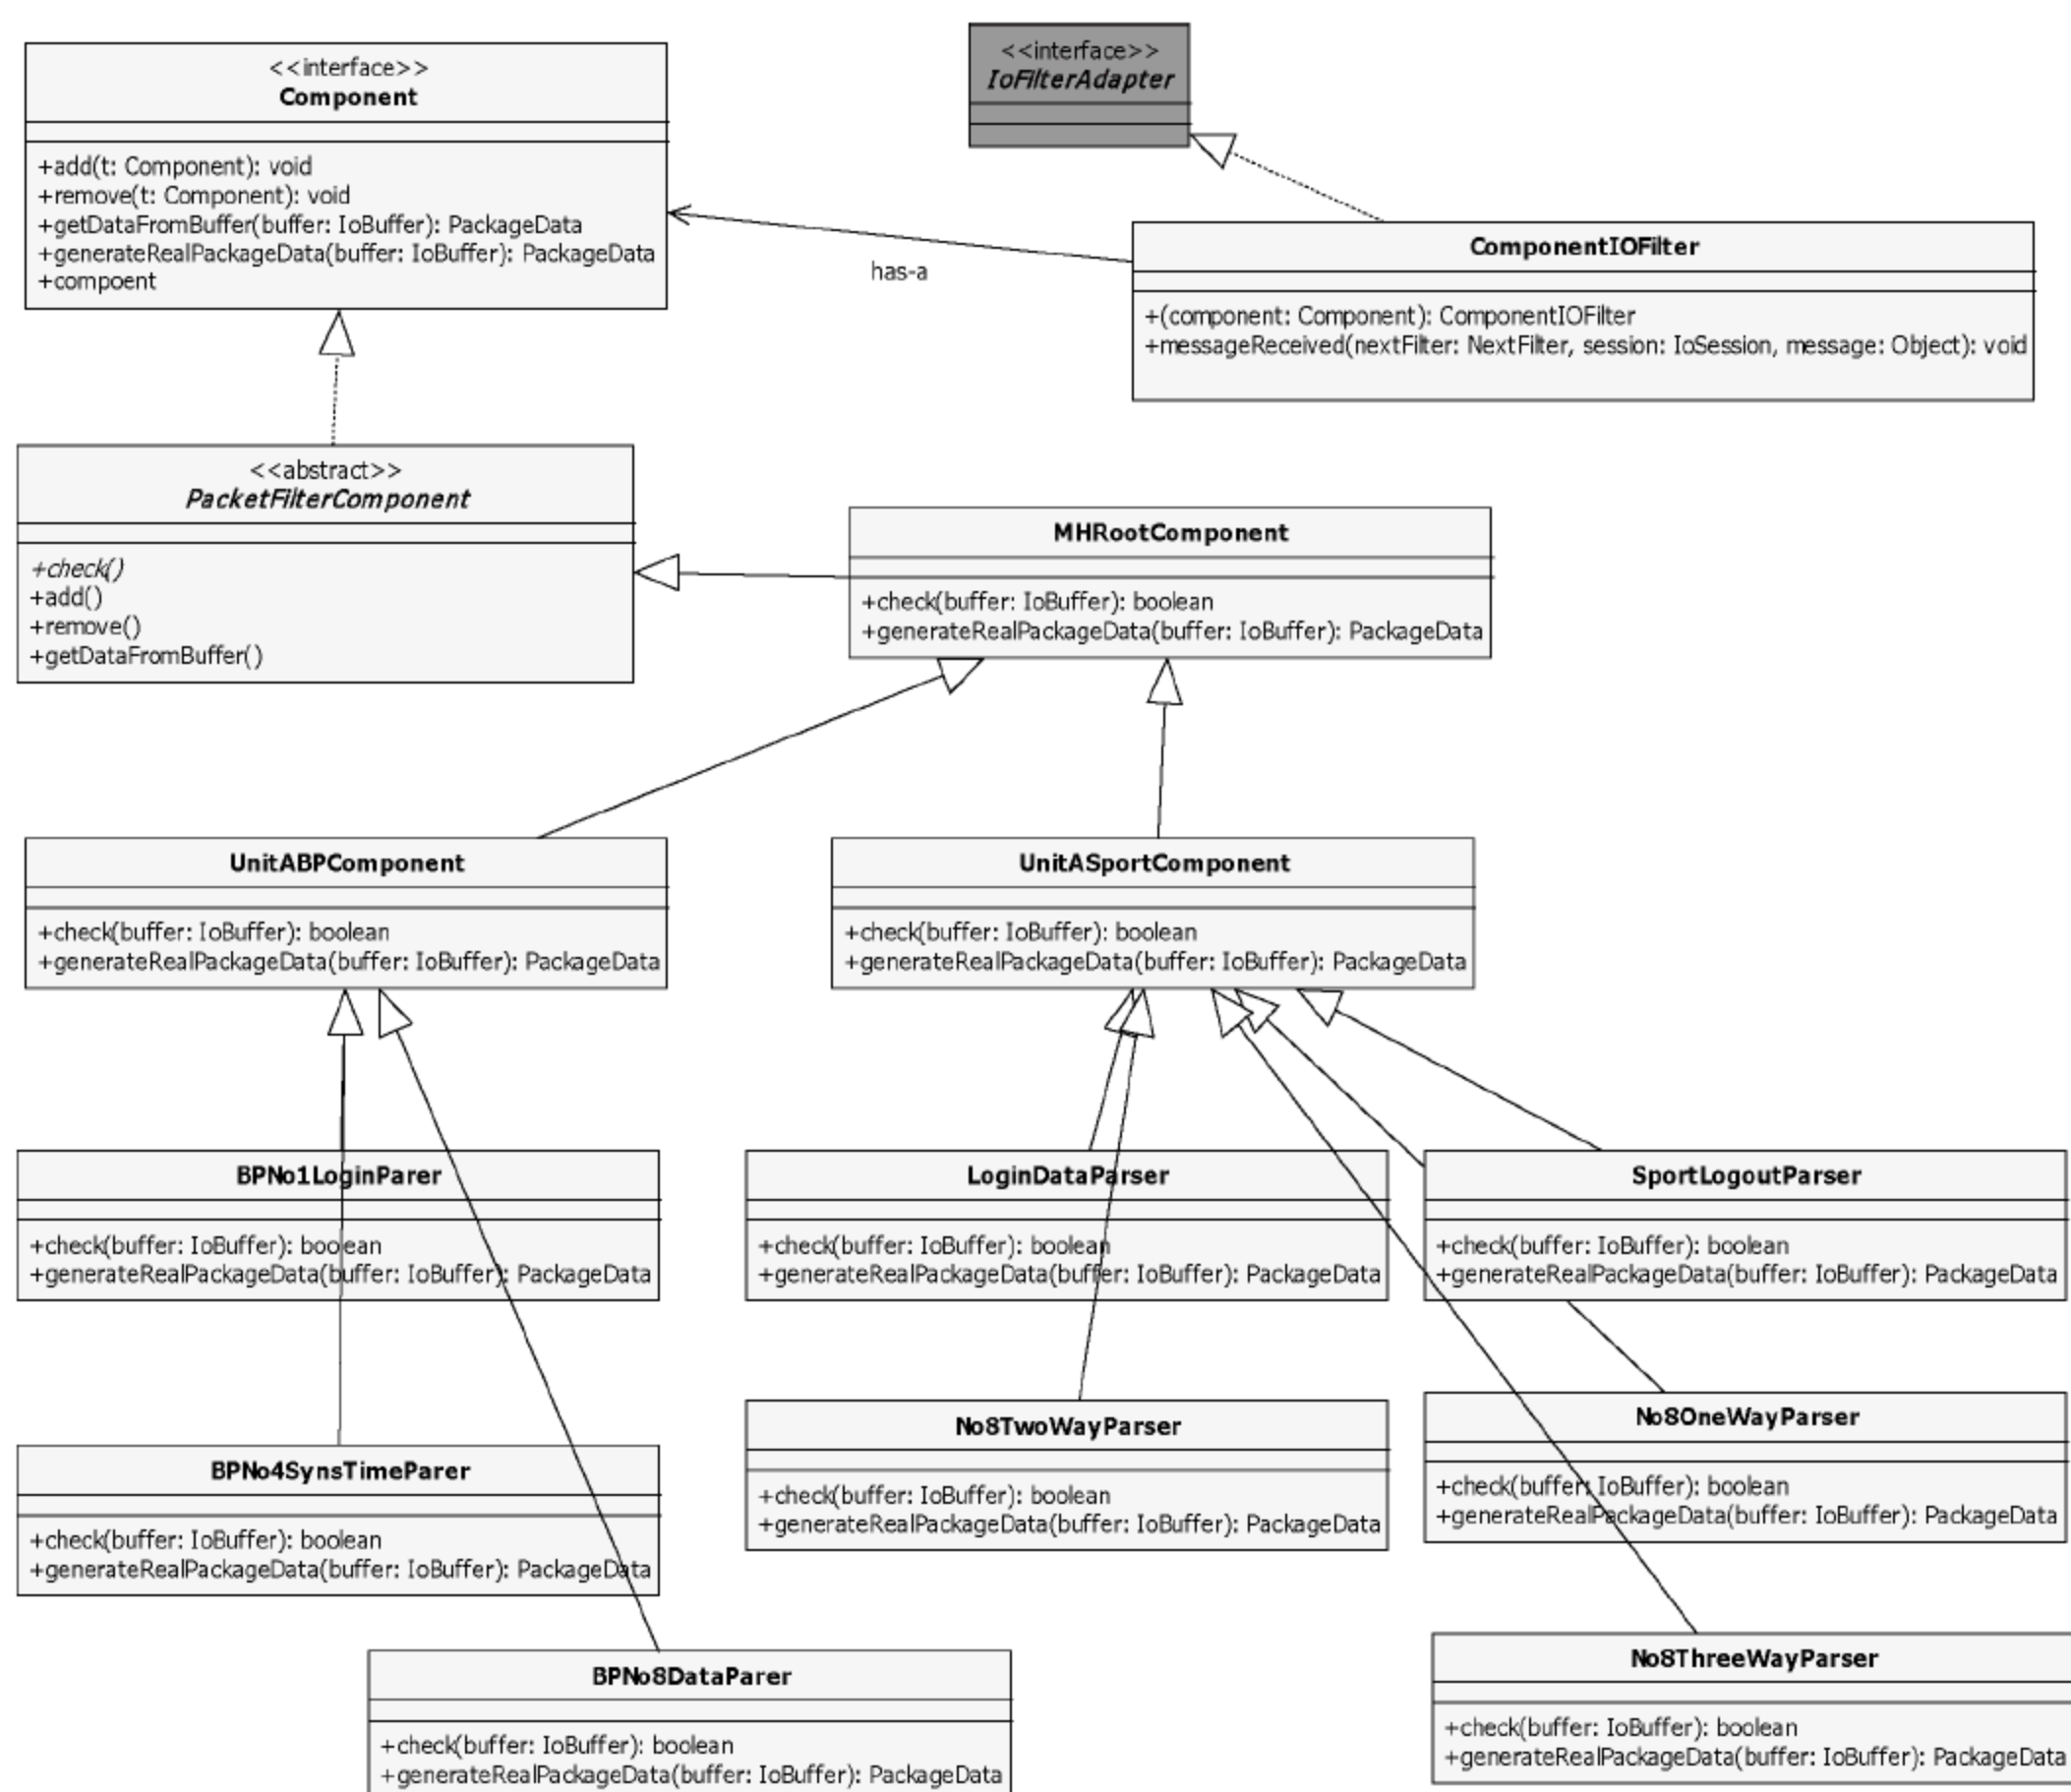 <<interface>>
Component
+add(t: Component): void
+remove(t: Component): void
+getDataFromBuffer(buffer: IoBuffer): PackageData
+generateRealPackageData(buffer: IoBuffer): PackageData
+compoent
<<interface>>
IoFilterAdapter
has-a
ComponentIOFilter
+(component: Component): ComponentIOFilter
+messageReceived(nextFilter: NextFilter, session: IoSession, message: Object): void
<<abstract>>
PacketFilterComponent
+check()
+add()
+remove()
+getDataFromBuffer()
MHRootComponent
+check(buffer: IoBuffer): boolean
+generateRealPackageData(buffer: IoBuffer): PackageData
UnitABPComponent
+check(buffer: IoBuffer): boolean
+generateRealPackageData(buffer: IoBuffer): PackageData
UnitASportComponent
+check(buffer: IoBuffer): boolean
+generateRealPackageData(buffer: IoBuffer): PackageData
BPNo1LoginParer
+check(buffer: IoBuffer): boolean
+generateRealPackageData(buffer: IoBuffer): PackageData
LoginDataParser
+check(buffer: IoBuffer): boolean
+generateRealPackageData(buffer: IoBuffer): PackageData
SportLogoutParser
+check(buffer: IoBuffer): boolean
+generateRealPackageData(buffer: IoBuffer): PackageData
BPNo4SynsTimeParer
+check(buffer: IoBuffer): boolean
+generateRealPackageData(buffer: IoBuffer): PackageData
No8TwoWayParser
+check(buffer: IoBuffer): boolean
+generateRealPackageData(buffer: IoBuffer): PackageData
No8OneWayParser
+check(buffer: IoBuffer): boolean
+generateRealPackageData(buffer: IoBuffer): PackageData
BPNo8DataParer
+check(buffer: IoBuffer): boolean
+generateRealPackageData(buffer: IoBuffer): PackageData
No8ThreeWayParser
+check(buffer: IoBuffer): boolean
+generateRealPackageData(buffer: IoBuffer): PackageData